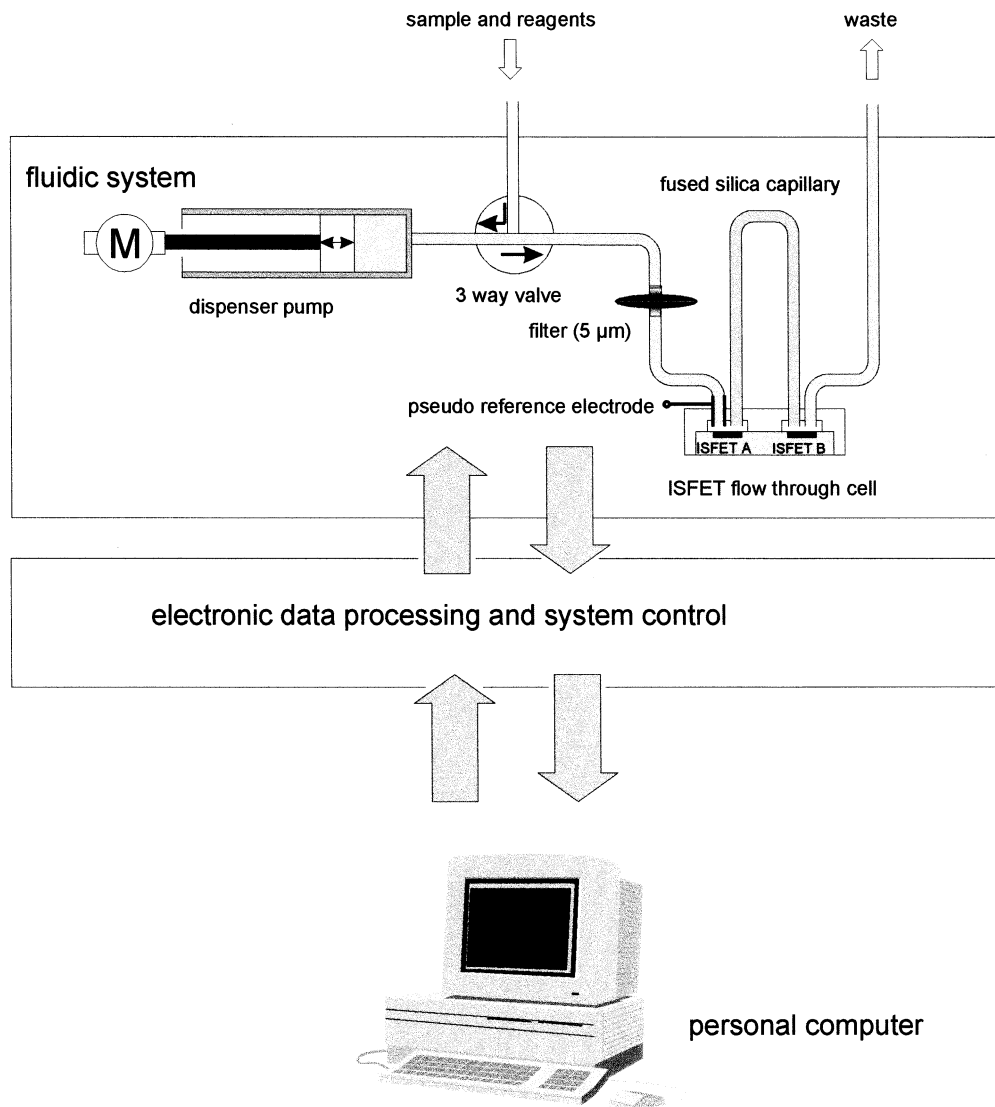 sample and reagents
waste
fluidic system
fused silica capillary
M
3 way valve
dispenser pump
filter (5 µm)
pseudo reference electrode
ISFET A
ISFET B
ISFET flow through cell
electronic data processing and system control
personal computer